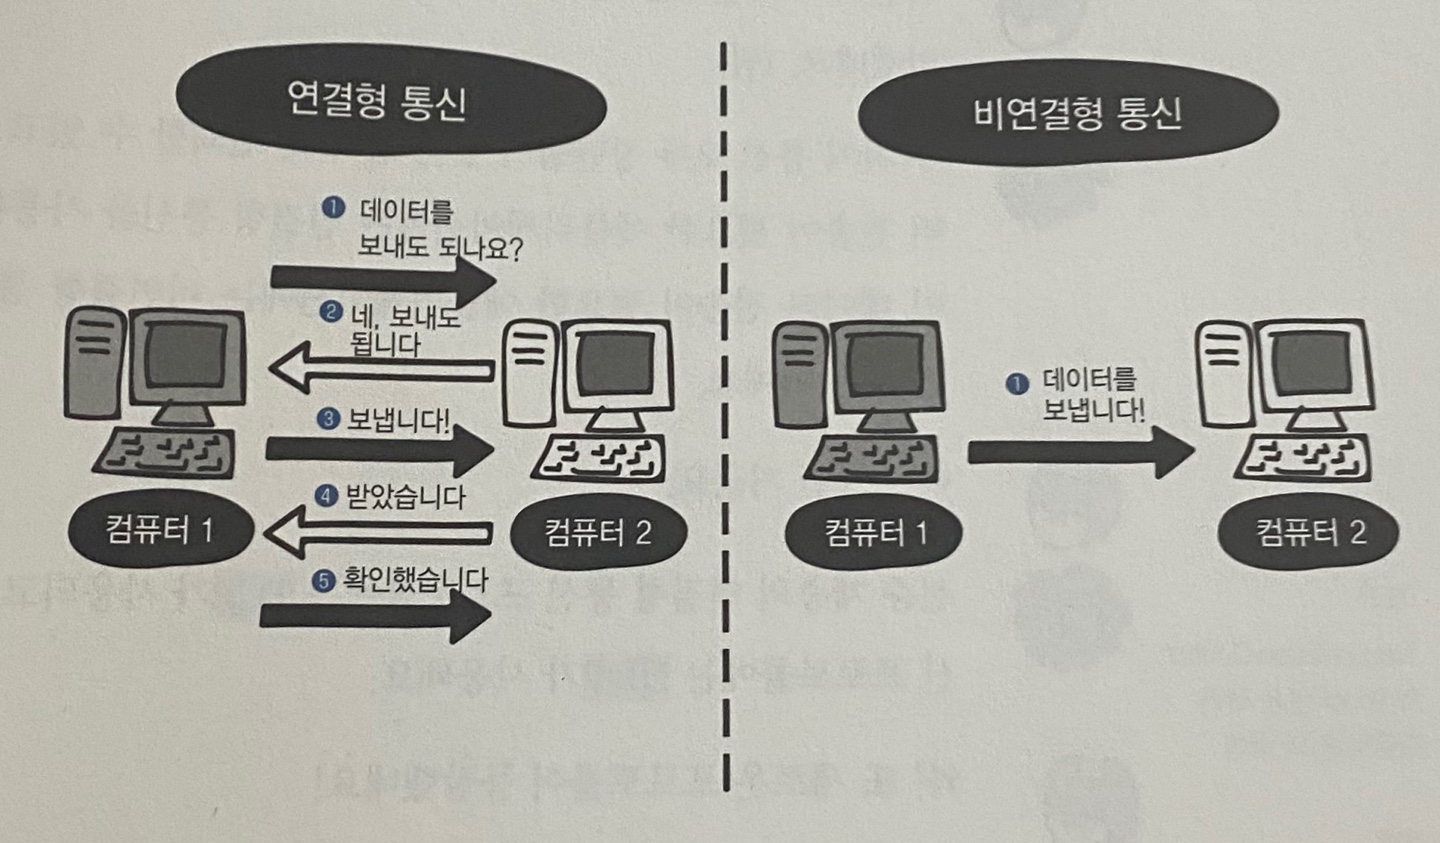 연결형 통신
❶ 데이터를
보내도 되나요?
❷ 네, 보내도
됩니다
❸ 보냅니다!
❹ 받았습니다
❺ 확인했습니다
컴퓨터 1
컴퓨터 2
비연결형 통신
❶ 데이터를
보냅니다!
컴퓨터 1
컴퓨터 2